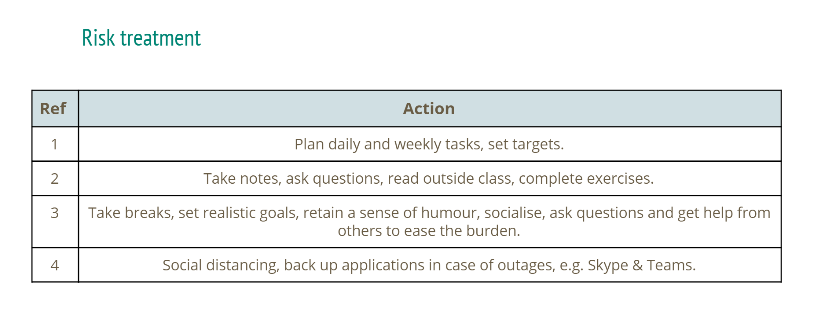 Risk treatment
Ref Action
1 Plan daily and weekly tasks, set targets.
2 Take notes, ask questions, read outside class, complete exercises.
3 Take breaks, set realistic goals, retain a sense of humour, socialise, ask questions and get help from
others to ease the burden.
4 Social distancing, back up applications in case of outages, e.g. Skype & Teams.